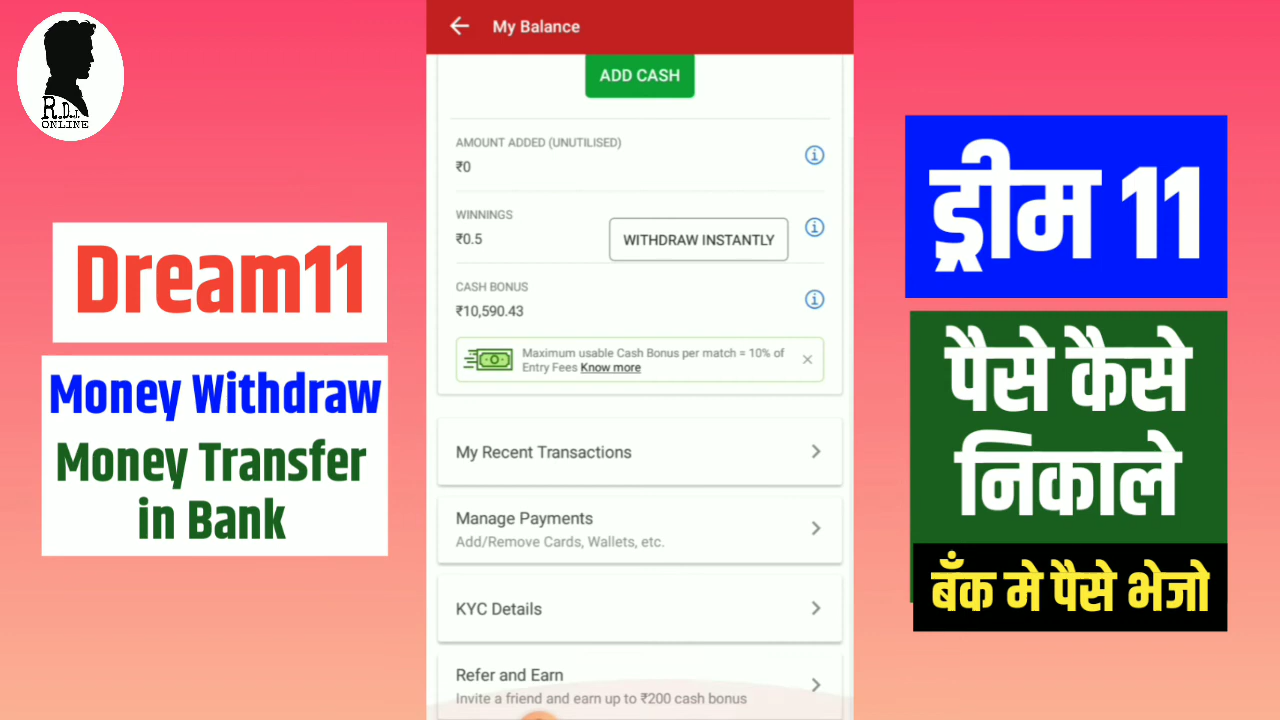 R.D.J.
ONLINE
Dream11
Money Withdraw
Money Transfer
in Bank
My Balance
ADD CASH
AMOUNT ADDED (UNUTILISED)
₹0
WINNINGS
₹0.5
WITHDRAW INSTANTLY
CASH BONUS
₹10,590.43
Maximum usable Cash Bonus per match = 10% of
Entry Fees Know more
My Recent Transactions
Manage Payments
Add/Remove Cards, Wallets, etc.
KYC Details
Refer and Earn
Invite a friend and earn up to ₹200 cash bonus
ड्रीम 11
पैसे कैसे
निकाले
बँक मे पैसे भेजो